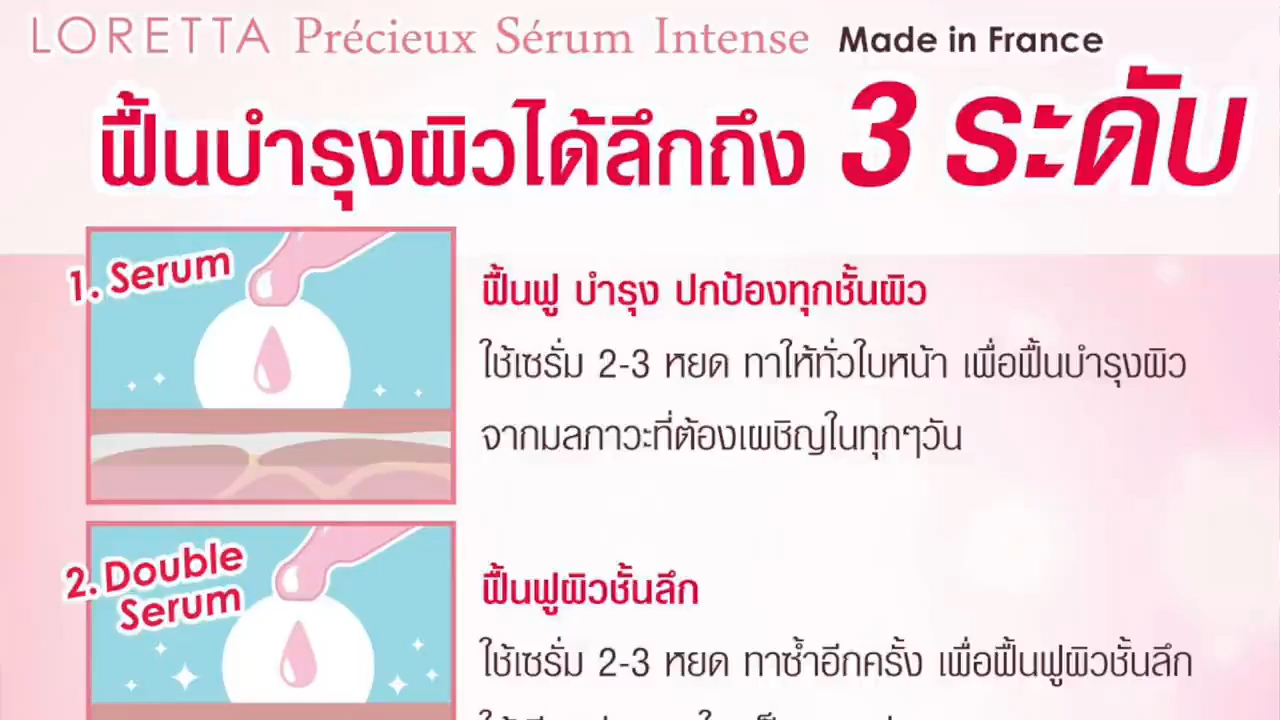 LORETTA Précieux Sérum Intense Made in France
ฟื้นบำรุงผิวได้ลึกถึง 3 ระดับ
1. Serum
ฟื้นฟู บำรุง ปกป้องทุกชั้นผิว
ใช้เซรั่ม 2-3 หยด ทาให้ทั่วใบหน้า เพื่อฟื้นบำรุงผิว
จากมลภาวะที่ต้องเผชิญในทุกๆวัน
2. Double
Serum
ฟื้นฟูผิวชั้นลึก
ใช้เซรั่ม 2-3 หยด ทาซ้ำอีกครั้ง เพื่อฟื้นฟูผิวชั้นลึก